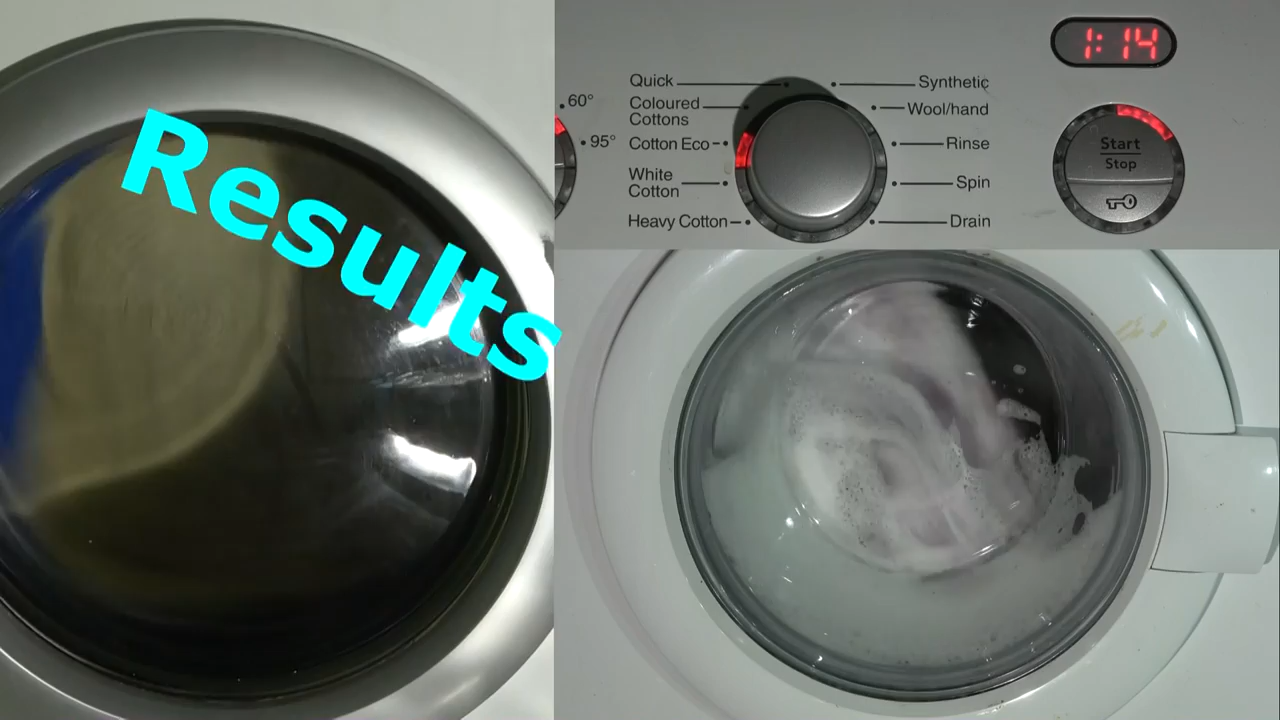 Results
1:14
60°
95°
Quick
Coloured
Cottons
Cotton Eco
White
Cotton
Heavy Cotton
Synthetic
Wool/hand
Rinse
Spin
Drain
Start
Stop